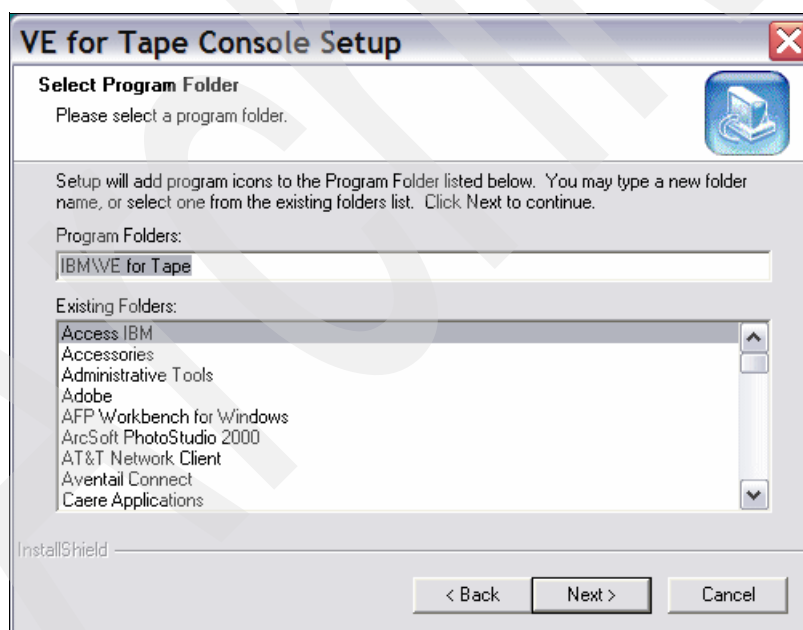 VE for Tape Console Setup
Select Program Folder
Please select a program folder.
Setup will add program icons to the Program Folder listed below.  You may type a new folder
name, or select one from the existing folders list.  Click Next to continue.
Program Folders:
IBM\VE for Tape
Existing Folders:
Access IBM
Accessories
Administrative Tools
Adobe
AFP Workbench for Windows
ArcSoft PhotoStudio 2000
AT&T Network Client
Aventail Connect
Caere Applications
InstallShield
< Back
Next >
Cancel